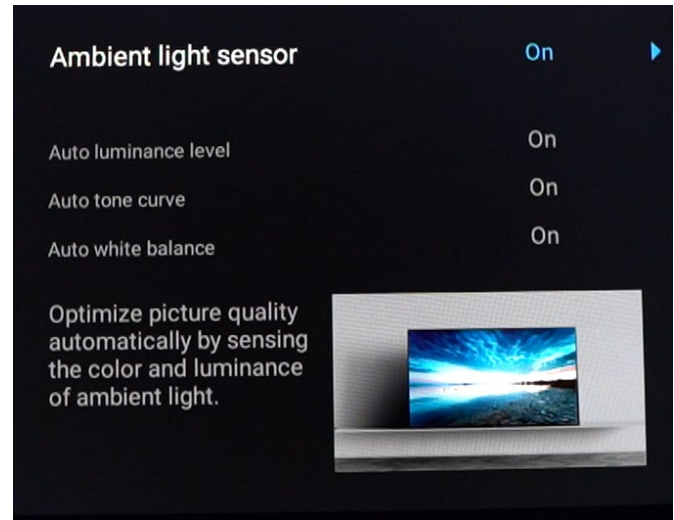 Ambient light sensor On
Auto luminance level On
Auto tone curve On
Auto white balance On
Optimize picture quality
automatically by sensing
the color and luminance
of ambient light.